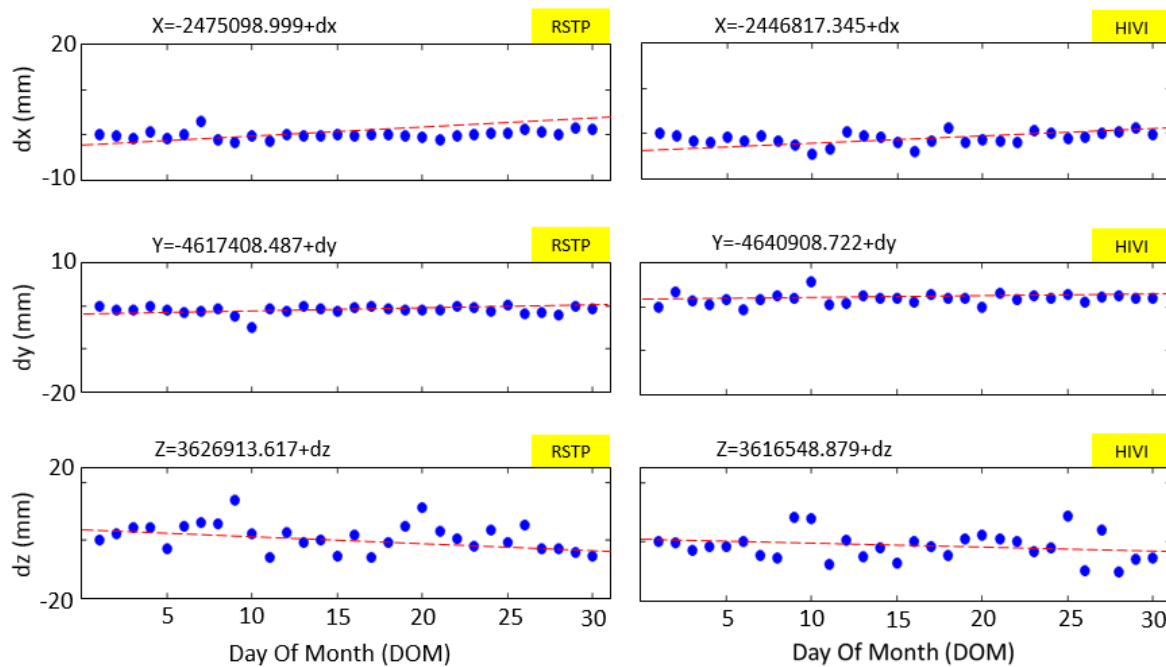 X=-2475098.999+dx
RSTP
X=-2446817.345+dx
HIVI
20
dx (mm)
-10
Y=-4617408.487+dy
RSTP
Y=-4640908.722+dy
HIVI
10
dy (mm)
-20
Z=3626913.617+dz
RSTP
Z=3616548.879+dz
HIVI
20
dz (mm)
-20
5 10 15 20 25 30
5 10 15 20 25 30
Day Of Month (DOM)
Day Of Month (DOM)